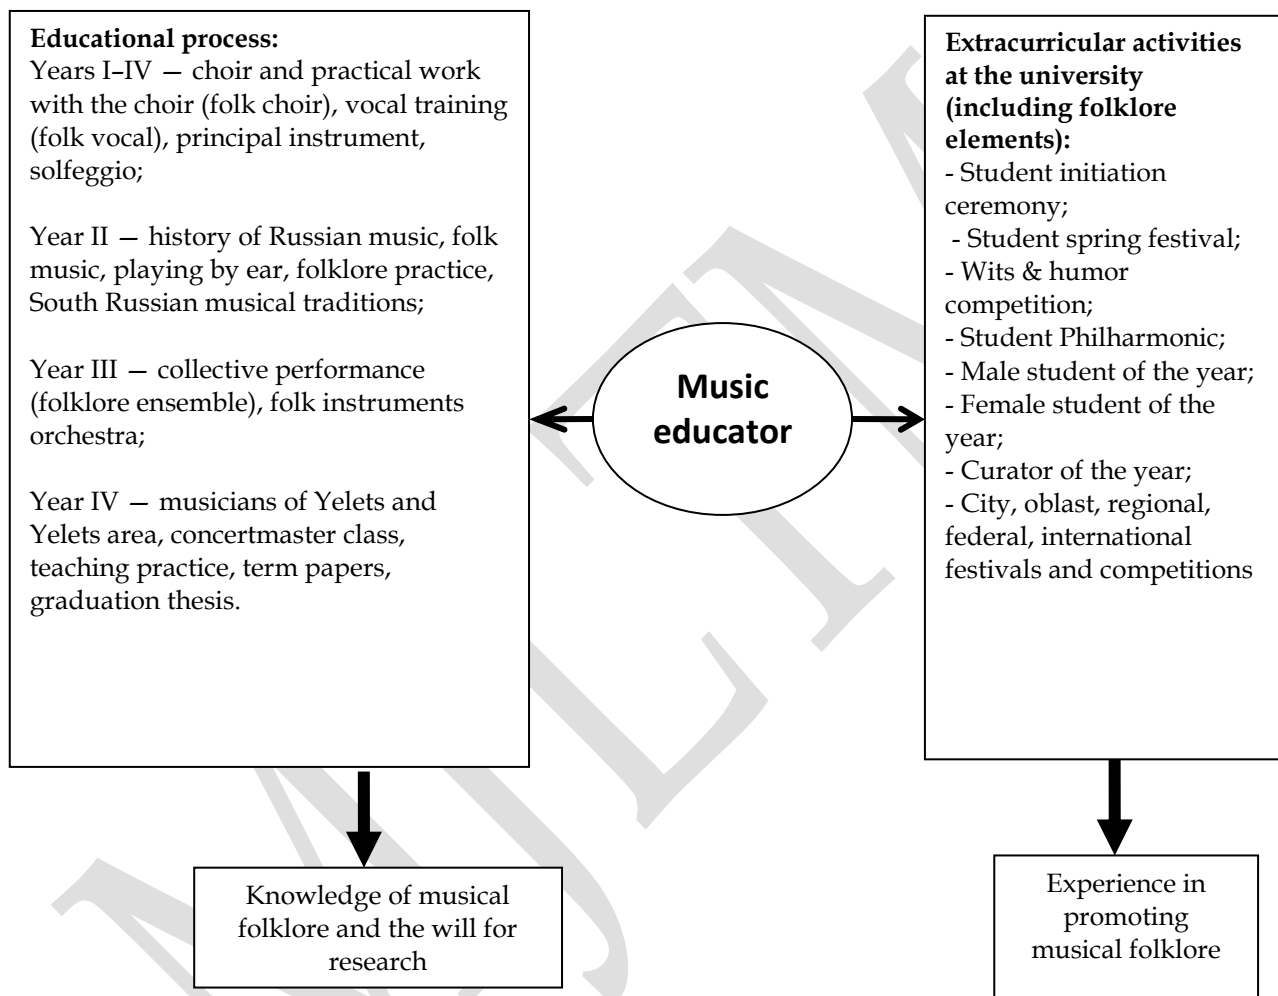 Educational process:
Years I–IV — choir and practical work
with the choir (folk choir), vocal training
(folk vocal), principal instrument,
solfeggio;
Year II — history of Russian music, folk
music, playing by ear, folklore practice,
South Russian musical traditions;
Year III — collective performance
(folklore ensemble), folk instruments
orchestra;
Year IV — musicians of Yelets and
Yelets area, concertmaster class,
teaching practice, term papers,
graduation thesis.
Music
educator
Extracurricular activities
at the university
(including folklore
elements):
- Student initiation
ceremony;
- Student spring festival;
- Wits & humor
competition;
- Student Philharmonic;
- Male student of the year;
- Female student of the
year;
- Curator of the year;
- City, oblast, regional,
federal, international
festivals and competitions
Knowledge of musical
folklore and the will for
research
Experience in
promoting
musical folklore